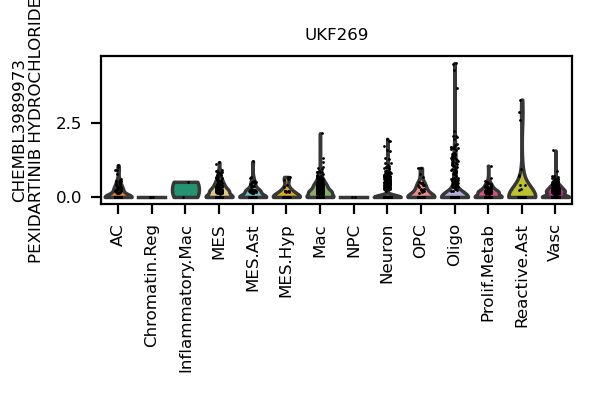 UKF269
CHEMBL3989973
PEXIDARTINIB HYDROCHLORIDE
2.5
0.0
AC
Chromatin.Reg
Inflammatory.Mac
MES
MES.Ast
MES.Hyp
Mac
NPC
Neuron
OPC
Oligo
Prolif.Metab
Reactive.Ast
Vasc